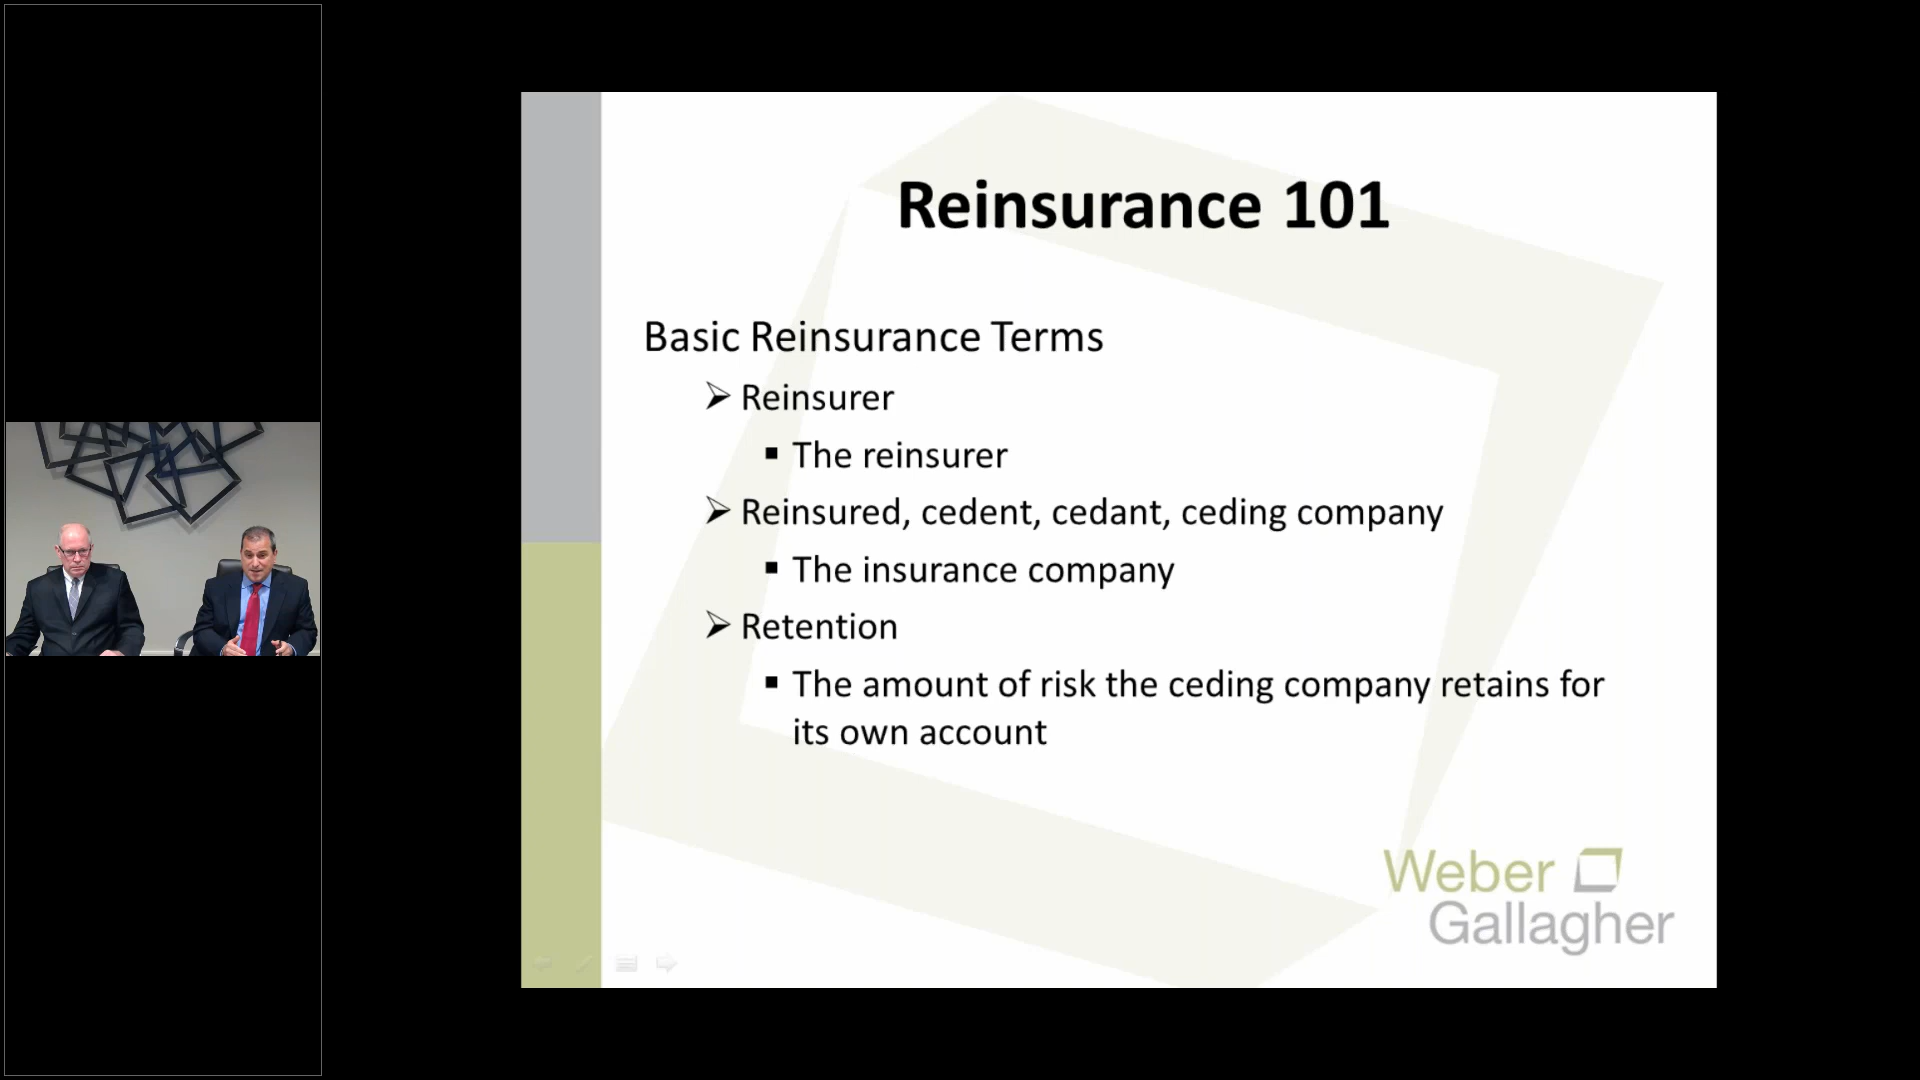 Reinsurance 101
Basic Reinsurance Terms
Reinsurer
The reinsurer
Reinsured, cedent, cedant, ceding company
The insurance company
Retention
The amount of risk the ceding company retains for
its own account
Weber
Gallagher